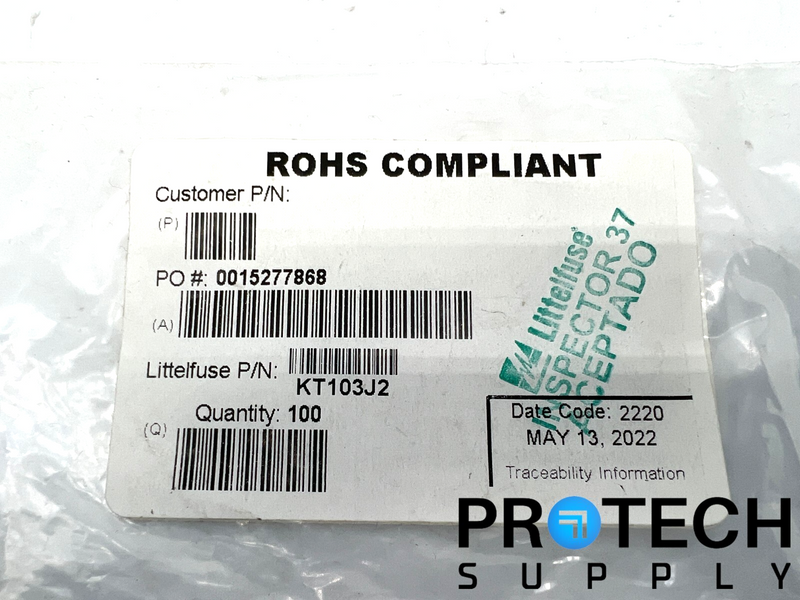 ROHS COMPLIANT
Customer P/N:
(P)
PO #: 0015277868
(A)
Littelfuse P/N:
KT103J2
Quantity: 100
(Q)
Littelfuse®
INSPECTOR 37
ACEPTADO
Date Code: 2220
MAY 13, 2022
Traceability Information
PROTECH
SUPPLY